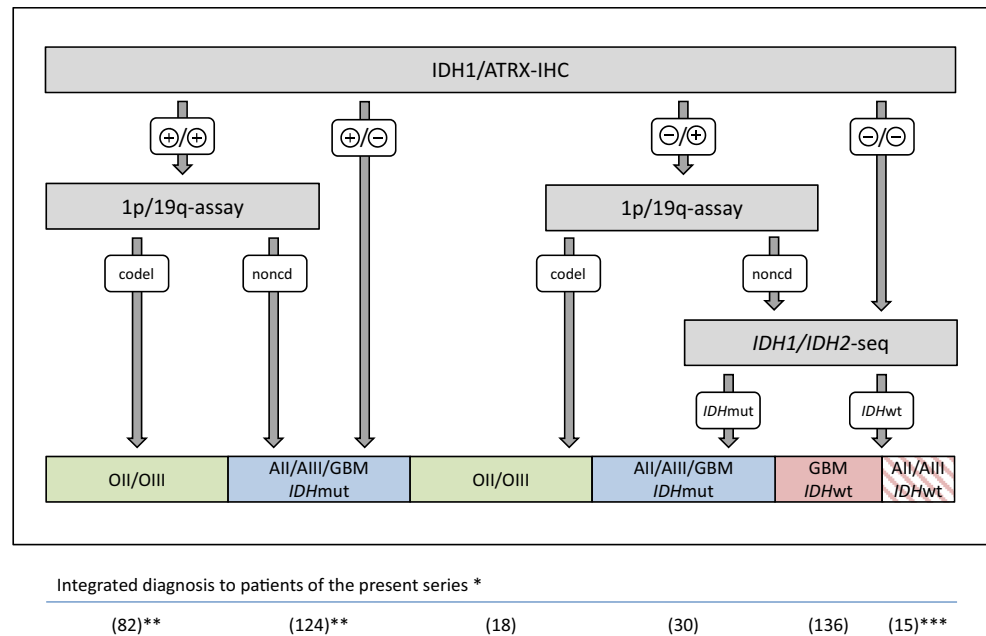 IDH1/ATRX-IHC
⊕/⊕ ⊕/⊖ ⊖/⊕ ⊖/⊖
1p/19q-assay 1p/19q-assay
codel noncd codel noncd
IDH1/IDH2-seq
IDHmut IDHwt
OII/OIII AII/AIII/GBM OII/OIII AII/AIII/GBM GBM AII/AIII
IDHmut IDHmut IDHwt IDHwt
Integrated diagnosis to patients of the present series *
(82)** (124)** (18) (30) (136) (15)***